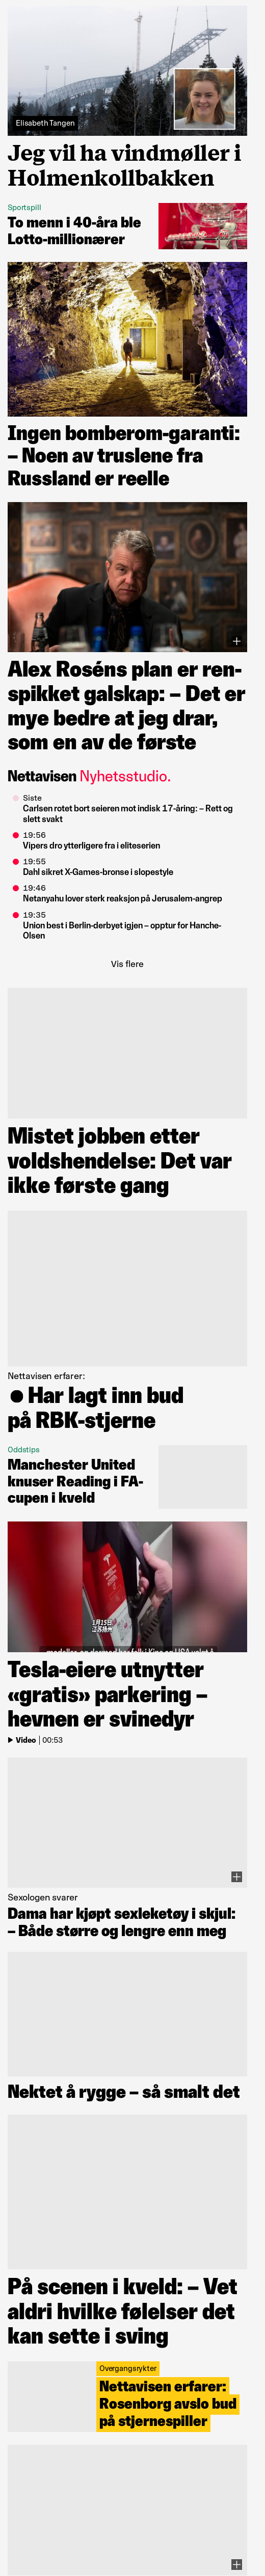 Elisabeth Tangen
Jeg vil ha vindmøller i
Holmenkollbakken
Sportspill
To menn i 40-åra ble
Lotto-millionærer
Ingen bomberom-garanti:
– Noen av truslene fra
Russland er reelle
Alex Roséns plan er ren-
spikket galskap: – Det er
mye bedre at jeg drar,
som en av de første
Nettavisen Nyhetsstudio.
Siste
Carlsen rotet bort seieren mot indisk 17-åring: – Rett og
slett svakt
19:56
Vipers dro ytterligere fra i eliteserien
19:55
Dahl sikret X-Games-bronse i slopestyle
19:46
Netanyahu lover sterk reaksjon på Jerusalem-angrep
19:35
Union best i Berlin-derbyet igjen – opptur for Hanche-
Olsen
Vis flere
Mistet jobben etter
voldshendelse: Det var
ikke første gang
Nettavisen erfarer:
● Har lagt inn bud
på RBK-stjerne
Oddstips
Manchester United
knuser Reading i FA-
cupen i kveld
1月15日
Tesla-eiere utnytter
«gratis» parkering –
hevnen er svinedyr
Video | 00:53
Sexologen svarer
Dama har kjøpt sexleketøy i skjul:
– Både større og lengre enn meg
Nektet å rygge – så smalt det
På scenen i kveld: – Vet
aldri hvilke følelser det
kan sette i sving
Overgangsrykter
Nettavisen erfarer:
Rosenborg avslo bud
på stjernespiller